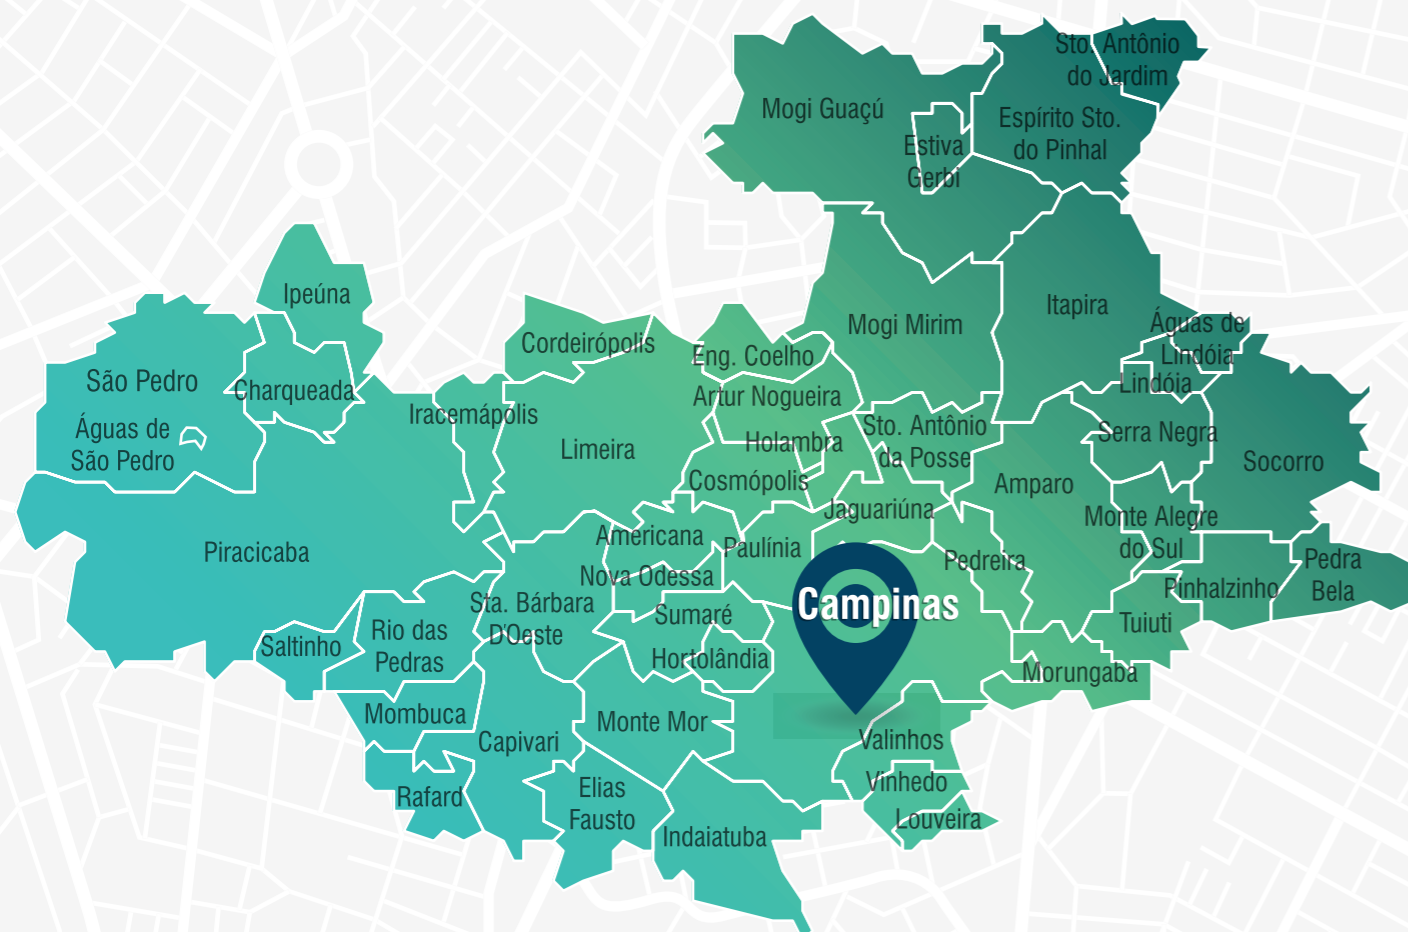 Sto. Antônio
do Jardim
Mogi Guaçú
Espírito Sto.
do Pinhal
Estiva
Gerbi
Ipeúna
Itapira
Mogi Mirim
Águas de
Lindóia
Cordeirópolis
Eng. Coelho
São Pedro
Charqueada
Lindóia
Artur Nogueira
Iracemápolis
Águas de
São Pedro
Limeira
Holambra
Sto. Antônio
da Posse
Serra Negra
Socorro
Cosmópolis
Amparo
Jaguariúna
Monte Alegre
do Sul
Piracicaba
Americana
Paulínia
Pedreira
Pedra
Bela
Nova Odessa
Pinhalzinho
Sta. Bárbara
D'Oeste
Sumaré
Campinas
Tuiuti
Saltinho
Rio das
Pedras
Hortolândia
Morungaba
Mombuca
Capivari
Monte Mor
Valinhos
Vinhedo
Rafard
Elias
Fausto
Louveira
Indaiatuba